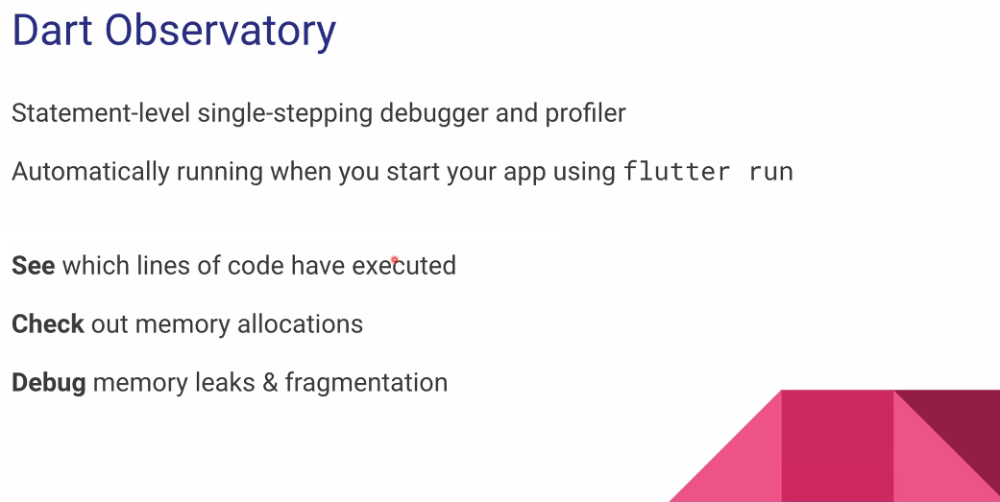 Dart Observatory
Statement-level single-stepping debugger and profiler
Automatically running when you start your app using flutter run
See which lines of code have executed
Check out memory allocations
Debug memory leaks & fragmentation